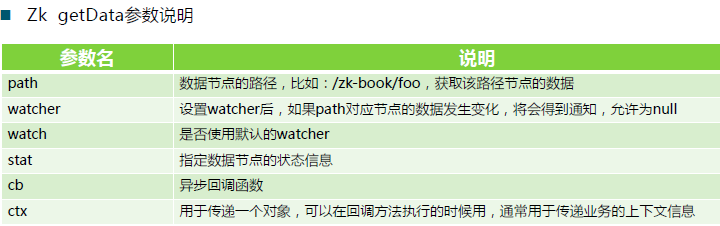 Zk getData参数说明
参数名 说明
path 数据节点的路径，比如：/zk-book/foo，获取该路径节点的数据
watcher 设置watcher后，如果path对应节点的数据发生变化，将会得到通知，允许为null
watch 是否使用默认的watcher
stat 指定数据节点的状态信息
cb 异步回调函数
ctx 用于传递一个对象，可以在回调方法执行的时候用，通常用于传递业务的上下文信息